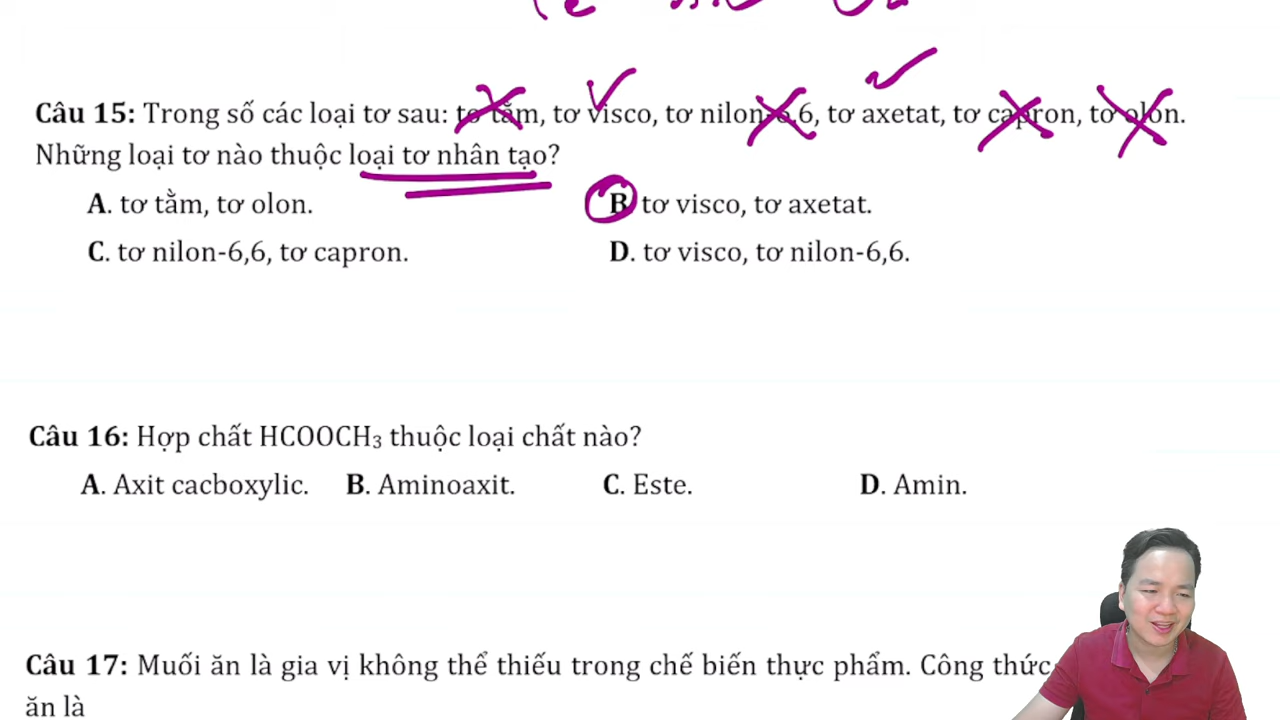 Câu 15: Trong số các loại tơ sau: tơ tằm, tơ visco, tơ nilon-6,6, tơ axetat, tơ capron, tơ olon.
Những loại tơ nào thuộc loại tơ nhân tạo?
A. tơ tằm, tơ olon.
B tơ visco, tơ axetat.
C. tơ nilon-6,6, tơ capron.
D. tơ visco, tơ nilon-6,6.
Câu 16: Hợp chất HCOOCH₃ thuộc loại chất nào?
A. Axit cacboxylic. B. Aminoaxit. C. Este. D. Amin.
Câu 17: Muối ăn là gia vị không thể thiếu trong chế biến thực phẩm. Công thức
ăn là